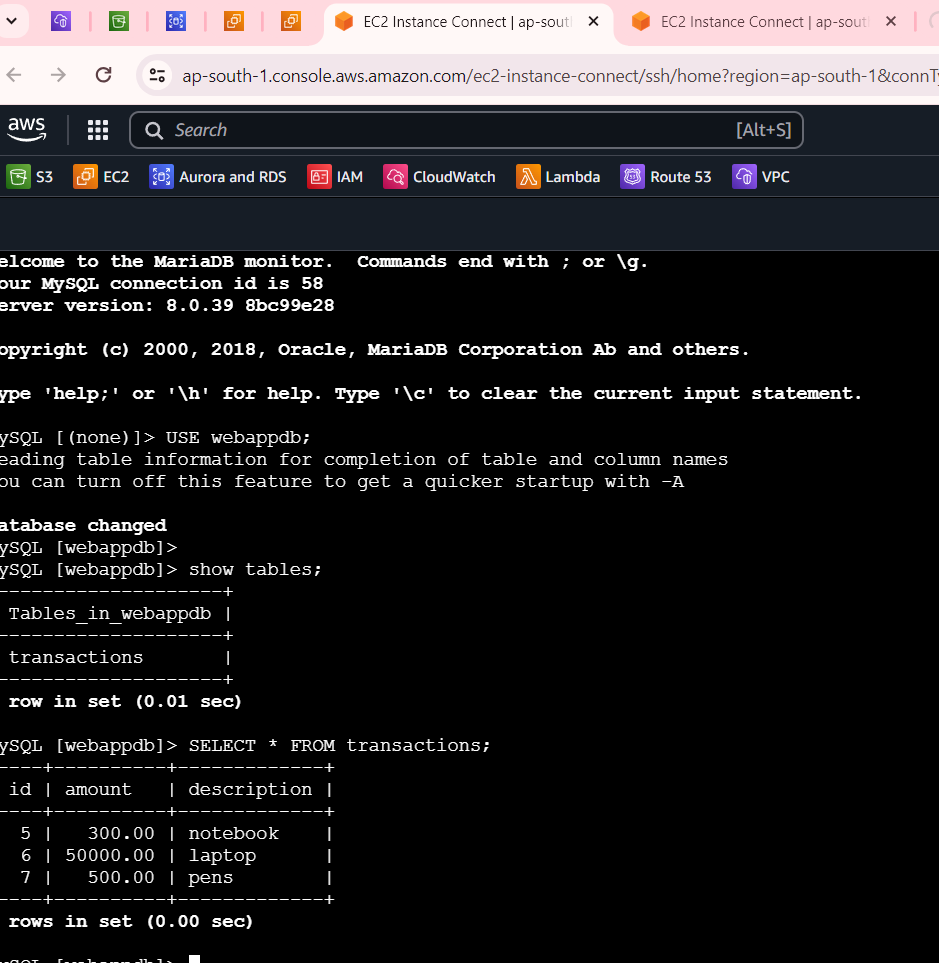 EC2 Instance Connect | ap-sout
EC2 Instance Connect | ap-sout
ap-south-1.console.aws.amazon.com/ec2-instance-connect/ssh/home?region=ap-south-1&connTy
aws
Search
[Alt+S]
S3 EC2 Aurora and RDS IAM CloudWatch Lambda Route 53 VPC
elcome to the MariaDB monitor.  Commands end with ; or \g.
our MySQL connection id is 58
erver version: 8.0.39 8bc99e28
opyright (c) 2000, 2018, Oracle, MariaDB Corporation Ab and others.
ype 'help;' or '\h' for help. Type '\c' to clear the current input statement.
ySQL [(none)]> USE webappdb;
eading table information for completion of table and column names
ou can turn off this feature to get a quicker startup with -A
atabase changed
ySQL [webappdb]>
ySQL [webappdb]> show tables;
--------------------+
Tables_in_webappdb |
--------------------+
transactions       |
--------------------+
row in set (0.01 sec)
ySQL [webappdb]> SELECT * FROM transactions;
----+----------+-------------+
id | amount   | description |
----+----------+-------------+
5 |   300.00 | notebook    |
6 | 50000.00 | laptop      |
7 |   500.00 | pens        |
----+----------+-------------+
rows in set (0.00 sec)
ySQL [webappdb]>